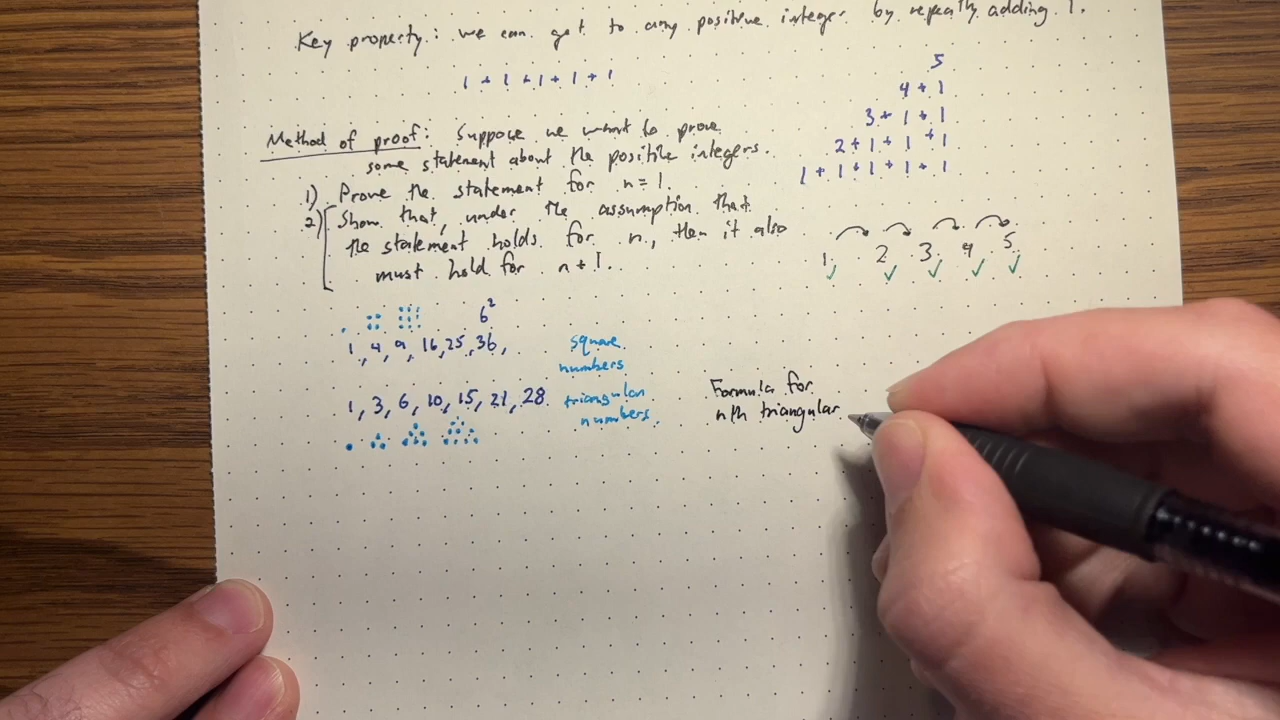 Key property: we can get to any positive integer by repeatly adding 1.
1 + 1 + 1 + 1 + 1
5
4 + 1
3 + 1 + 1
2 + 1 + 1 + 1
1 + 1 + 1 + 1 + 1
Method of proof: Suppose we want to prove
some statement about the positive integers.
1) Prove the statement for n=1.
2) Show that, under the assumption that
the statement holds for n, then it also
must hold for n+1.
1 2 3 4 5
✓ ✓ ✓ ✓ ✓
6²
1, 4, 9, 16, 25, 36,
square
numbers
1, 3, 6, 10, 15, 21, 28
triangular
numbers.
Formula for
nth triangular